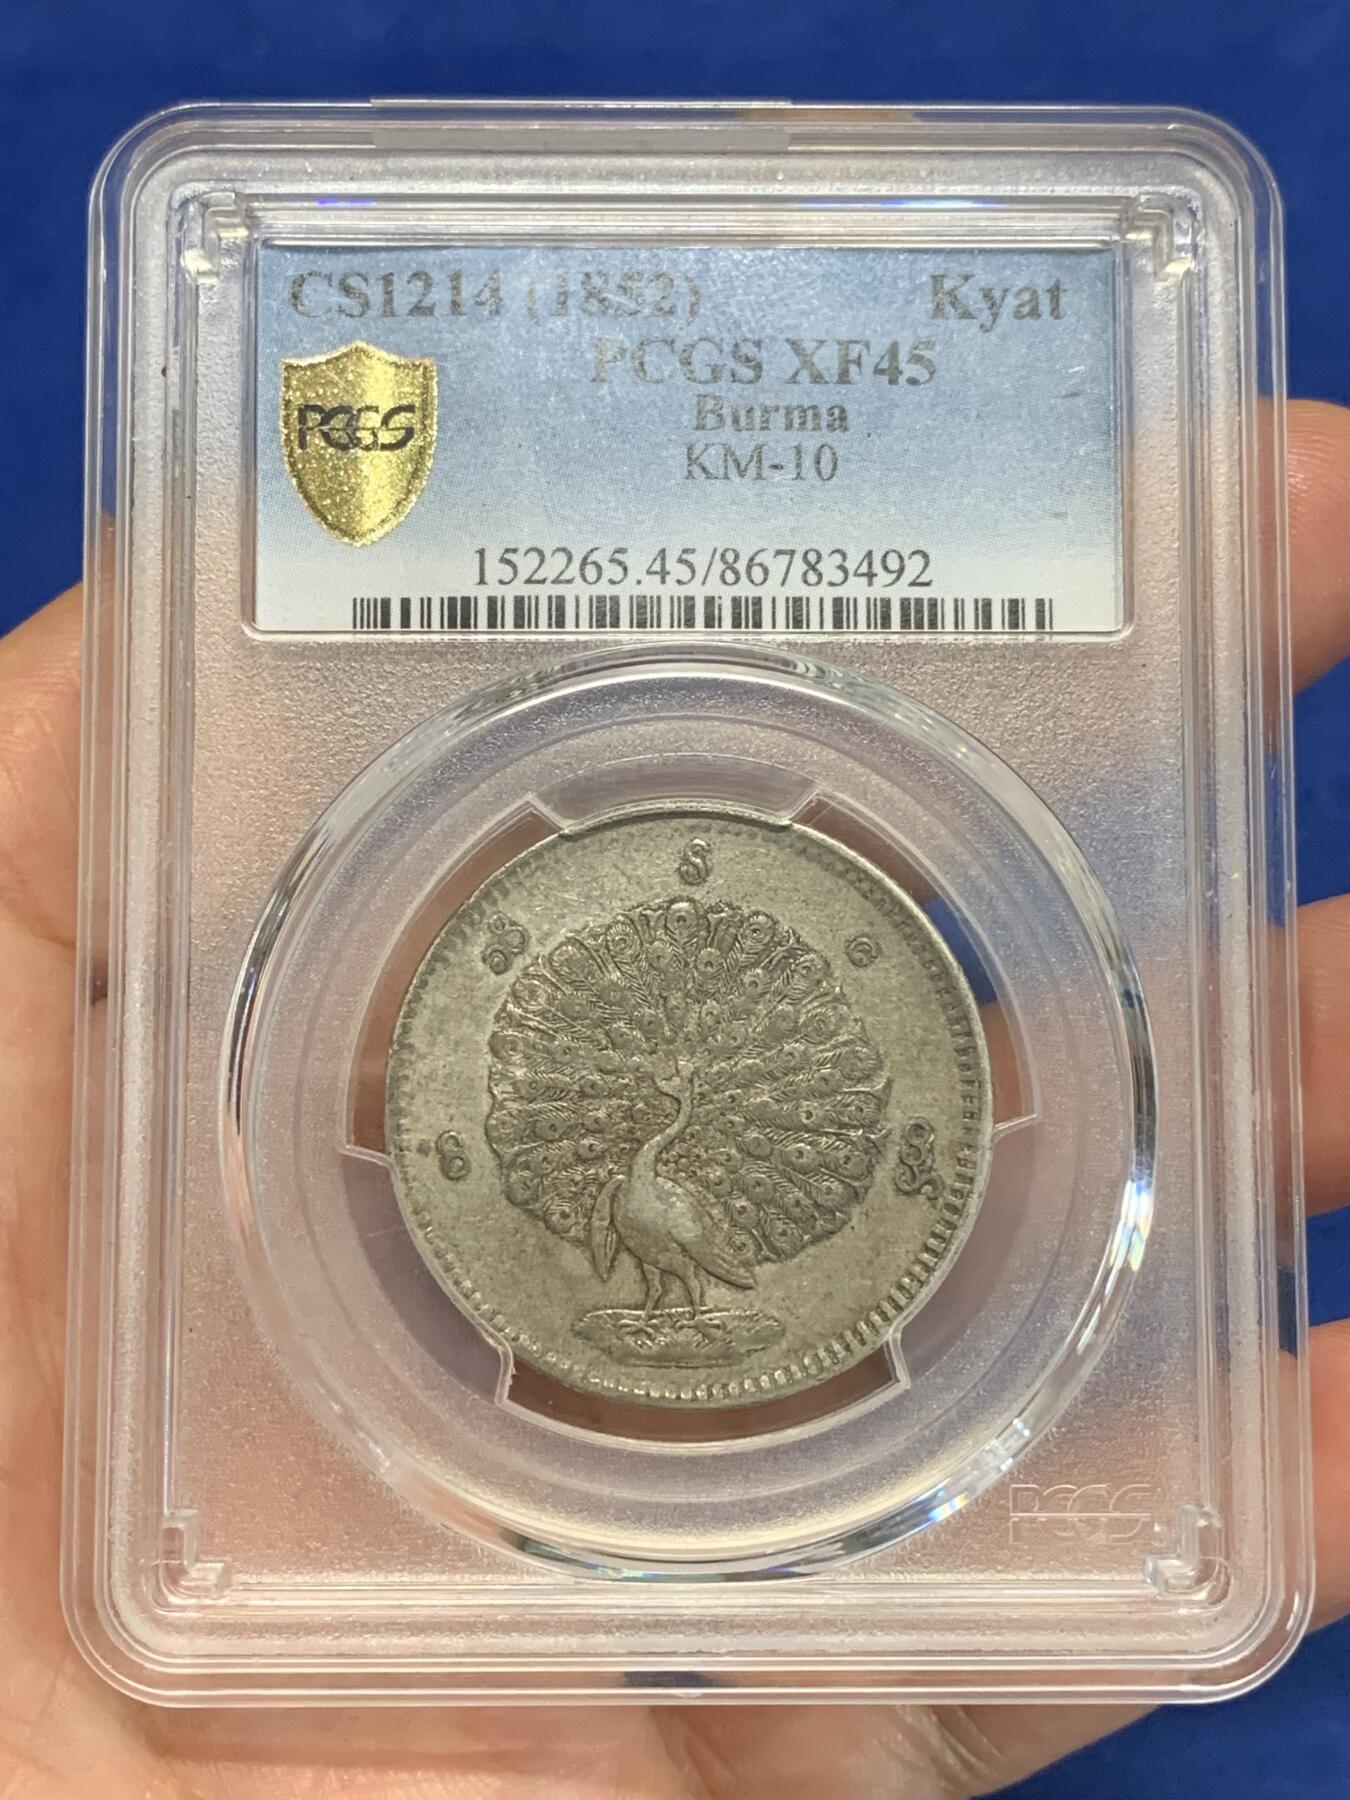 CS1214 (1852) Kyat
PCGS XF45
PCGS
Burma
KM-10
152265.45/86783492
PCGS